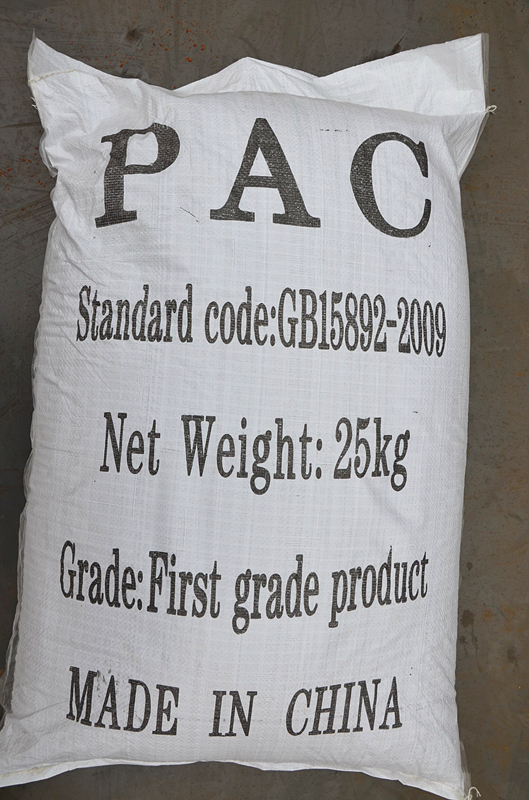 PAC
Standard code:GB15892-2009
Net Weight: 25kg
Grade:First grade product
MADE IN CHINA